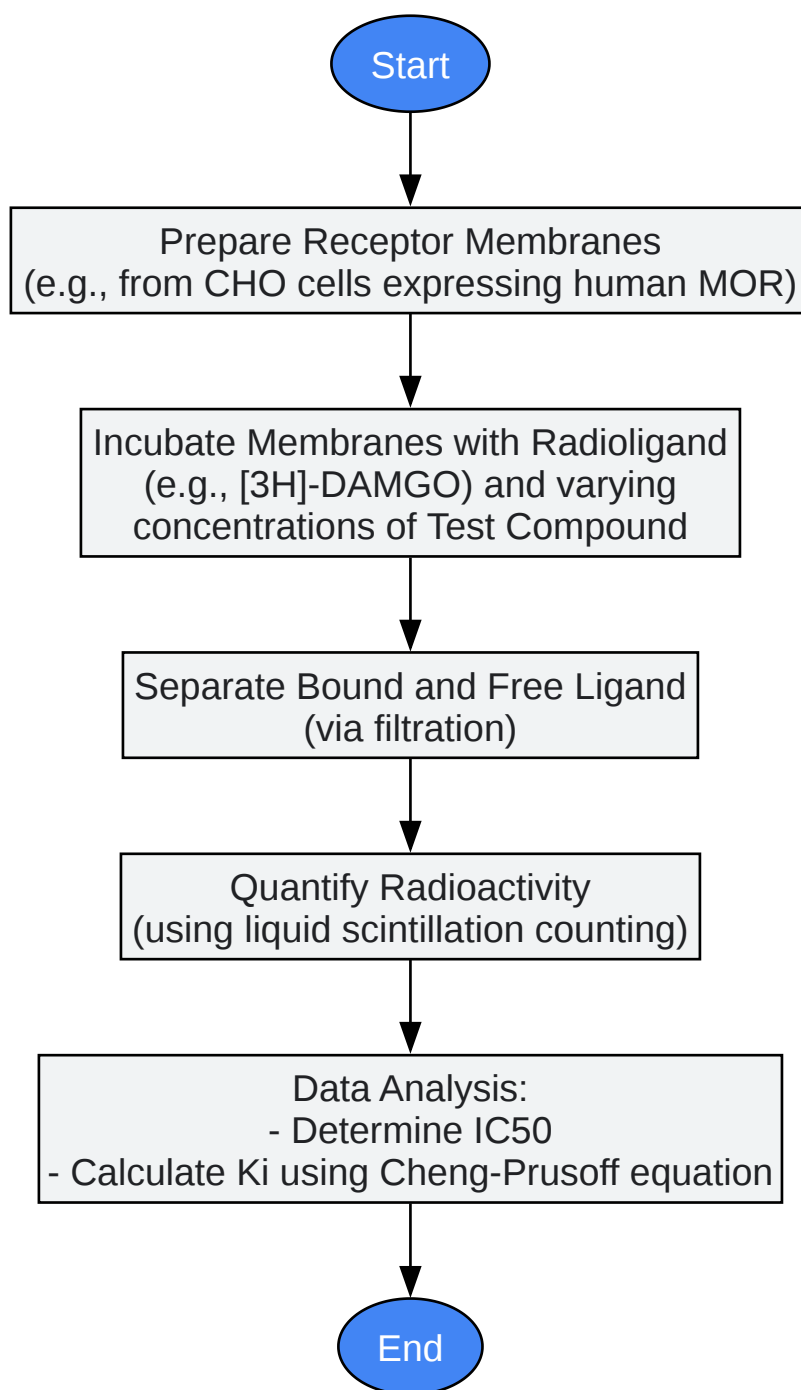 Start
Prepare Receptor Membranes
(e.g., from CHO cells expressing human MOR)
Incubate Membranes with Radioligand
(e.g., [3H]-DAMGO) and varying
concentrations of Test Compound
Separate Bound and Free Ligand
(via filtration)
Quantify Radioactivity
(using liquid scintillation counting)
Data Analysis:
- Determine IC50
- Calculate Ki using Cheng-Prusoff equation
End